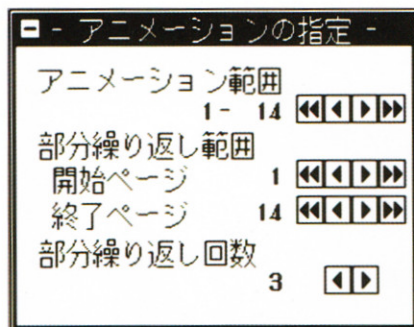 - アニメーションの指定 -
アニメーション範囲
1- 14
部分繰り返し範囲
開始ページ 1
終了ページ 14
部分繰り返し回数
3